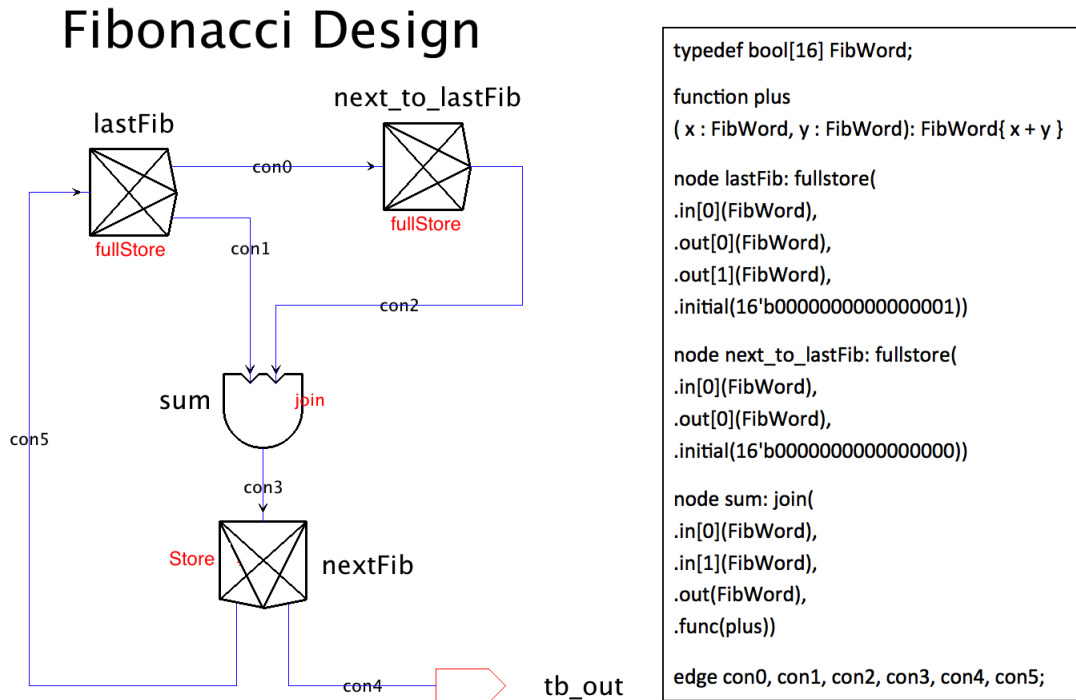 Fibonacci Design
next_to_lastFib
lastFib
con0
fullStore
fullStore
con1
con2
sum
join
con5
con3
Store
nextFib
con4
tb_out
typedef bool[16] FibWord;
function plus
( x : FibWord, y : FibWord): FibWord{ x + y }
node lastFib: fullstore(
.in[0](FibWord),
.out[0](FibWord),
.out[1](FibWord),
.initial(16'b0000000000000001))
node next_to_lastFib: fullstore(
.in[0](FibWord),
.out[0](FibWord),
.initial(16'b0000000000000000))
node sum: join(
.in[0](FibWord),
.in[1](FibWord),
.out(FibWord),
.func(plus))
edge con0, con1, con2, con3, con4, con5;